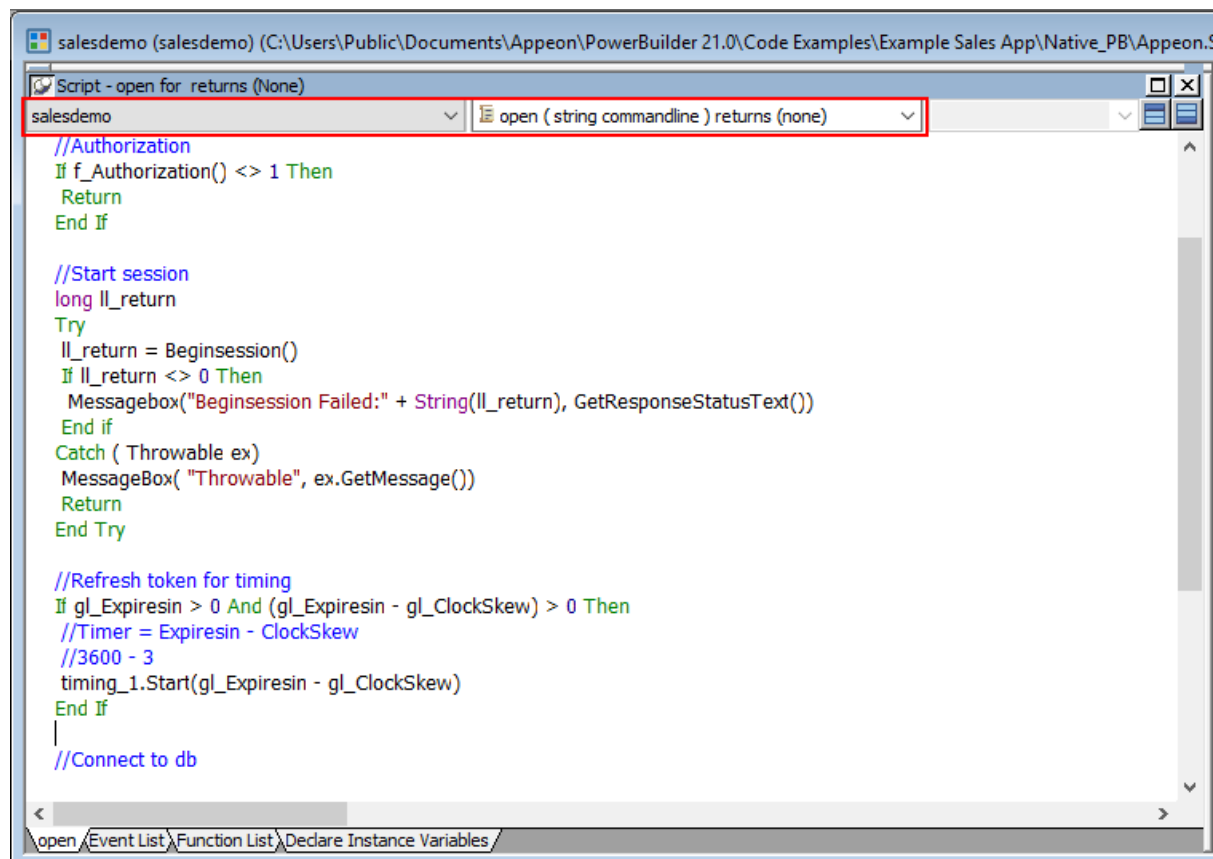 salesdemo (salesdemo) (C:\Users\Public\Documents\Appeon\PowerBuilder 21.0\Code Examples\Example Sales App\Native_PB\Appeon.S
Script - open for returns (None)
salesdemo open ( string commandline ) returns (none)
//Authorization
If f_Authorization() <> 1 Then
Return
End If
//Start session
long ll_return
Try
ll_return = Beginsession()
If ll_return <> 0 Then
Messagebox("Beginsession Failed:" + String(ll_return), GetResponseStatusText())
End if
Catch ( Throwable ex)
MessageBox( "Throwable", ex.GetMessage())
Return
End Try
//Refresh token for timing
If gl_Expiresin > 0 And (gl_Expiresin - gl_ClockSkew) > 0 Then
//Timer = Expiresin - ClockSkew
//3600 - 3
timing_1.Start(gl_Expiresin - gl_ClockSkew)
End If
//Connect to db
open Event List Function List Declare Instance Variables